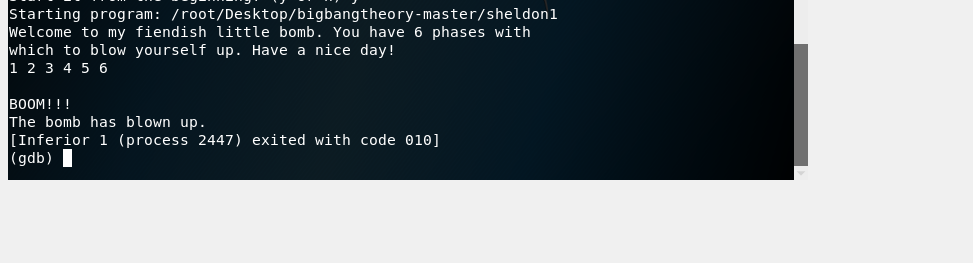 Starting program: /root/Desktop/bigbangtheory-master/sheldon1
Welcome to my fiendish little bomb. You have 6 phases with
which to blow yourself up. Have a nice day!
1 2 3 4 5 6
BOOM!!!
The bomb has blown up.
[Inferior 1 (process 2447) exited with code 010]
(gdb)